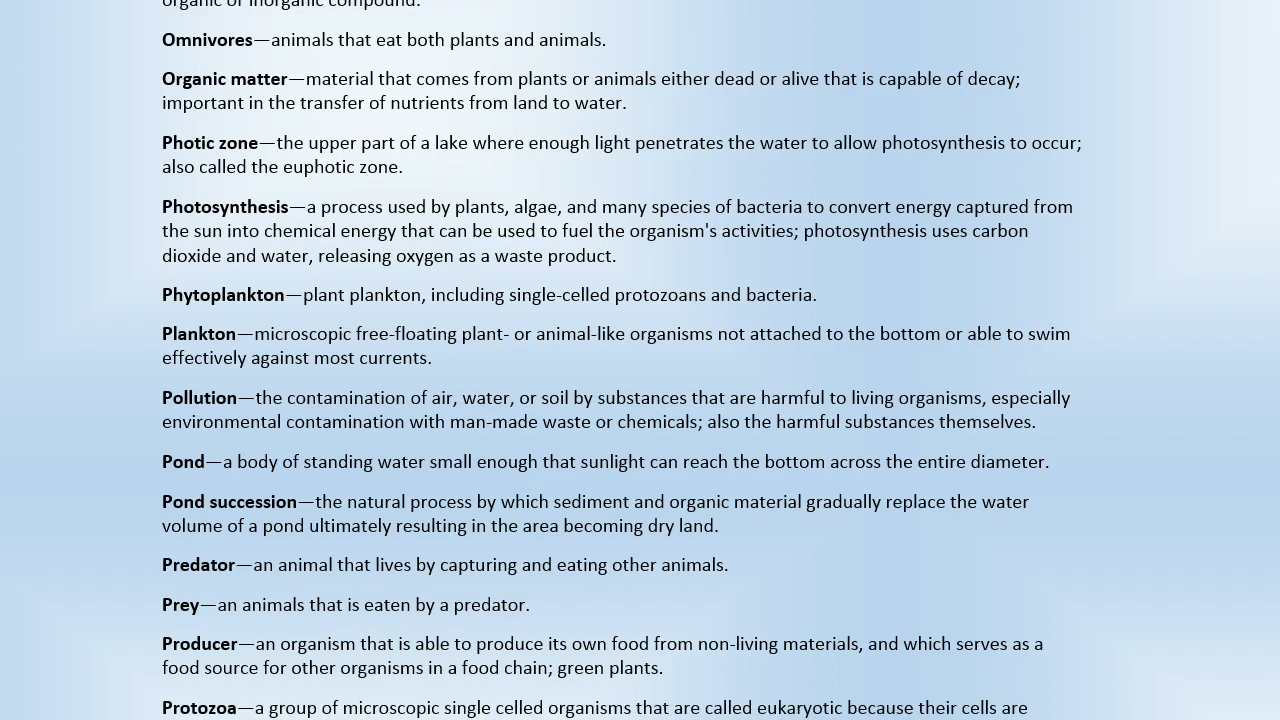 organic or inorganic compound.
Omnivores—animals that eat both plants and animals.
Organic matter—material that comes from plants or animals either dead or alive that is capable of decay;
important in the transfer of nutrients from land to water.
Photic zone—the upper part of a lake where enough light penetrates the water to allow photosynthesis to occur;
also called the euphotic zone.
Photosynthesis—a process used by plants, algae, and many species of bacteria to convert energy captured from
the sun into chemical energy that can be used to fuel the organism's activities; photosynthesis uses carbon
dioxide and water, releasing oxygen as a waste product.
Phytoplankton—plant plankton, including single-celled protozoans and bacteria.
Plankton—microscopic free-floating plant- or animal-like organisms not attached to the bottom or able to swim
effectively against most currents.
Pollution—the contamination of air, water, or soil by substances that are harmful to living organisms, especially
environmental contamination with man-made waste or chemicals; also the harmful substances themselves.
Pond—a body of standing water small enough that sunlight can reach the bottom across the entire diameter.
Pond succession—the natural process by which sediment and organic material gradually replace the water
volume of a pond ultimately resulting in the area becoming dry land.
Predator—an animal that lives by capturing and eating other animals.
Prey—an animals that is eaten by a predator.
Producer—an organism that is able to produce its own food from non-living materials, and which serves as a
food source for other organisms in a food chain; green plants.
Protozoa—a group of microscopic single celled organisms that are called eukaryotic because their cells are